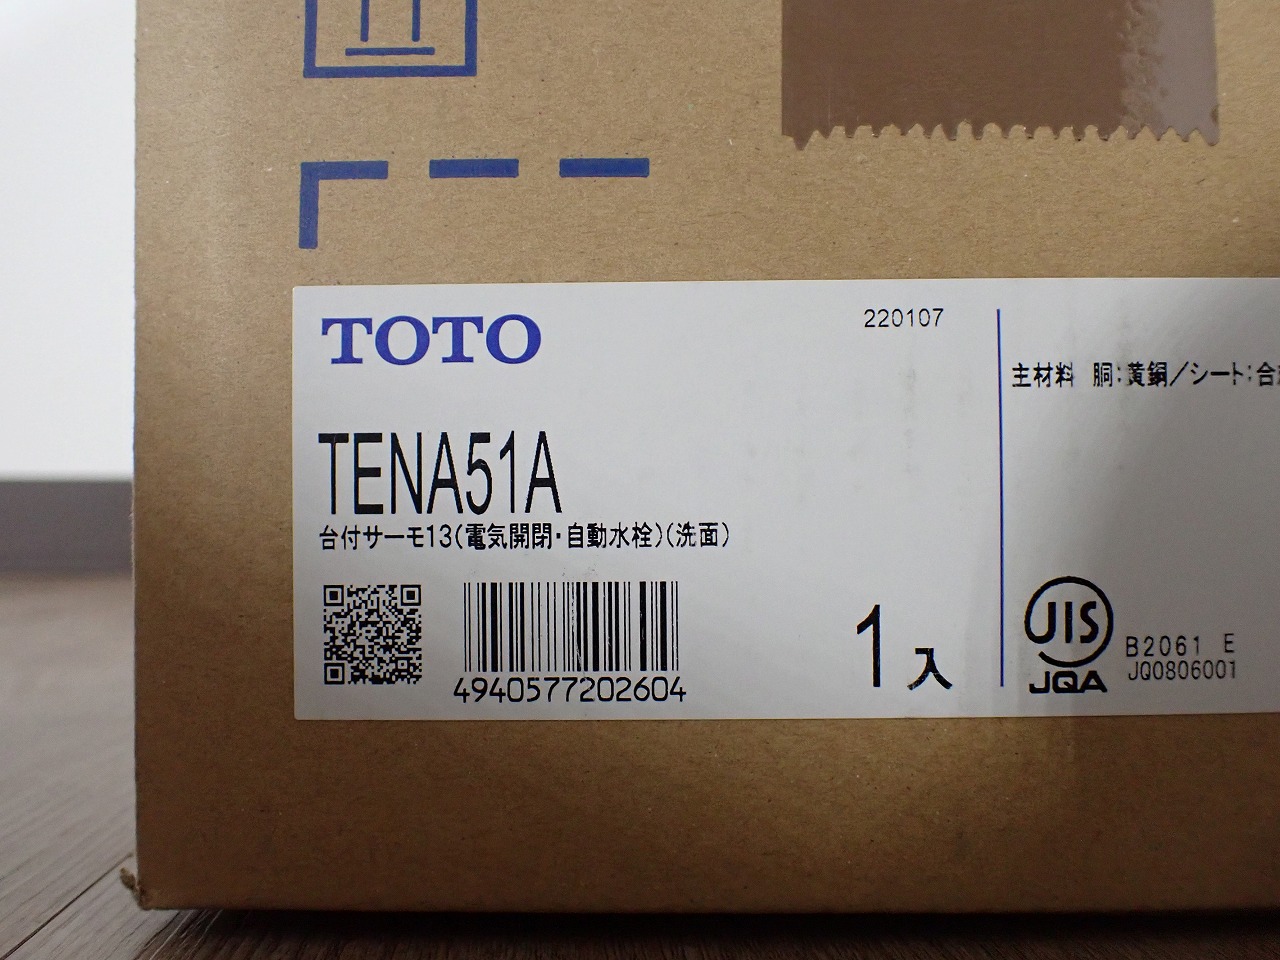 TOTO
220107
TENA51A
台付サーモ13(電気開閉・自動水栓)(洗面)
4940577202604
1入
主材料 胴:黄銅／シート:合
JIS
JQA
B2061 E
JQ0806001